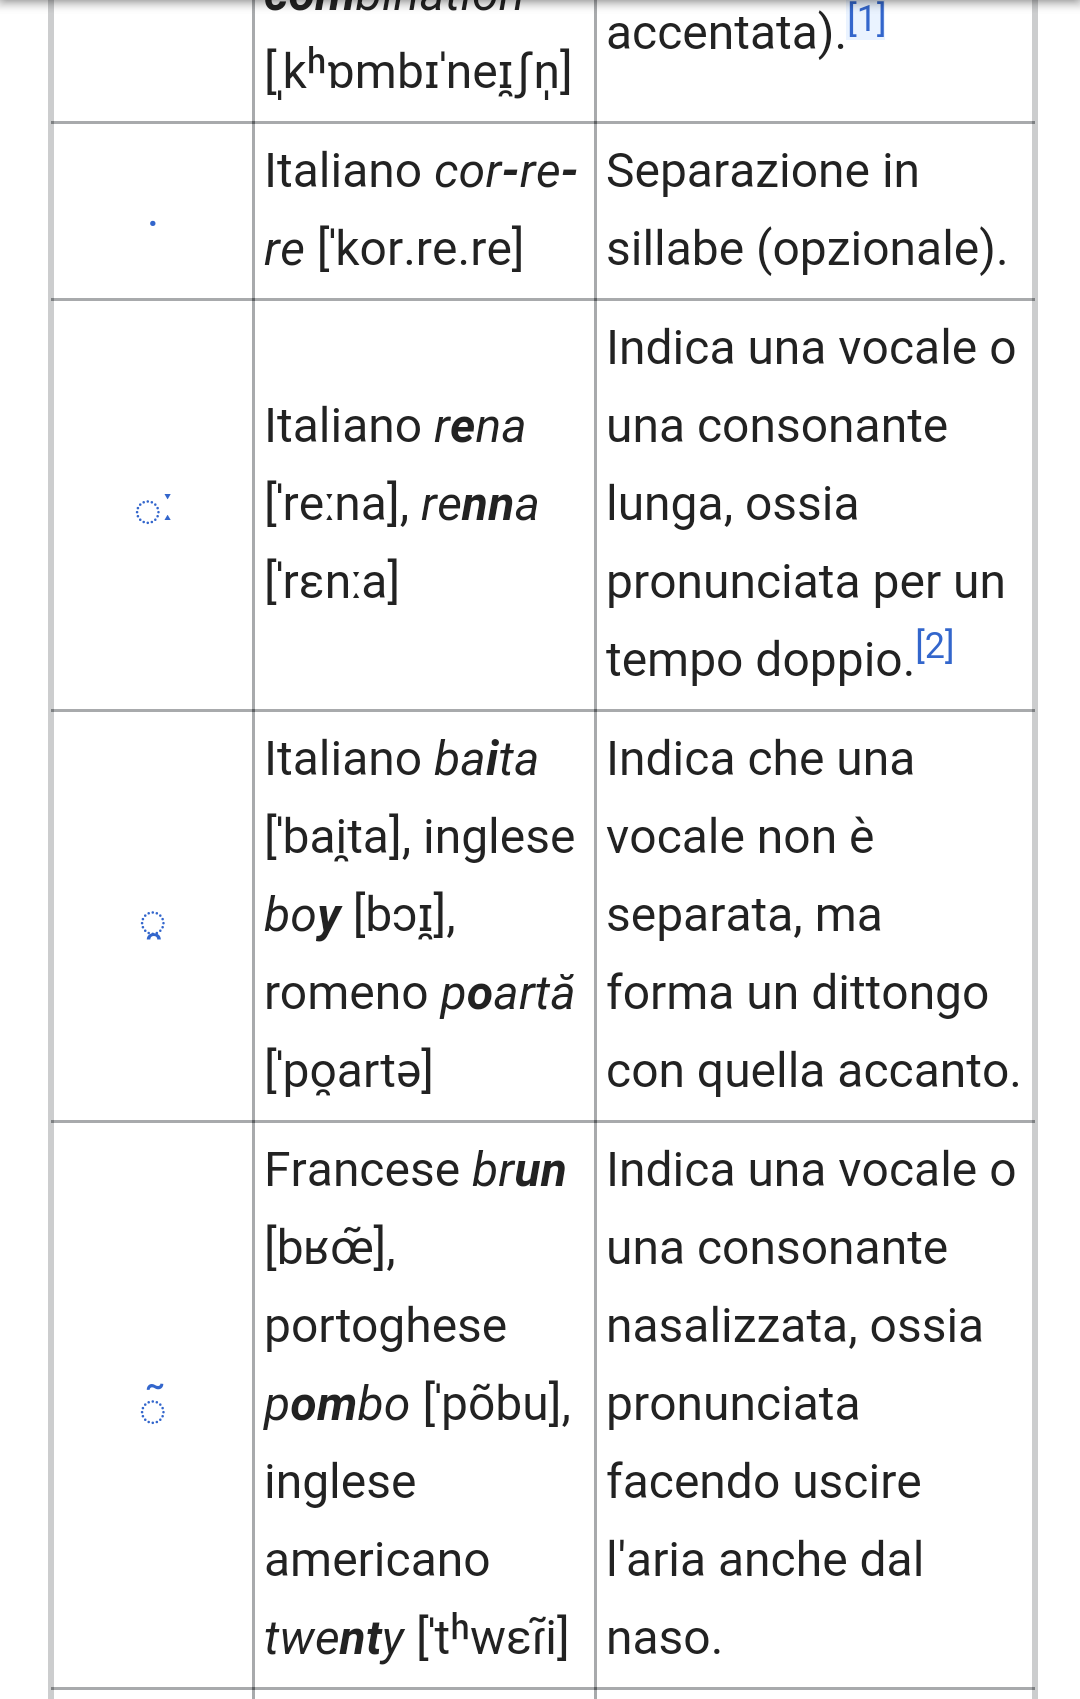 combination
[ˌkʰɒmbɪˈneɪ̯ʃn̩]
accentata).[1]
.
Italiano cor-re-
re [ˈkor.re.re]
Separazione in
sillabe (opzionale).
◌ː
Italiano rena
[ˈreːna], renna
[ˈrɛnːa]
Indica una vocale o
una consonante
lunga, ossia
pronunciata per un
tempo doppio.[2]
◌̯
Italiano baita
[ˈbai̯ta], inglese
boy [bɔɪ̯],
romeno poartă
[ˈpo̯artə]
Indica che una
vocale non è
separata, ma
forma un dittongo
con quella accanto.
◌̃
Francese brun
[bʁœ̃],
portoghese
pombo [ˈpõbu],
inglese
americano
twenty [ˈtʰwɛɾ̃i]
Indica una vocale o
una consonante
nasalizzata, ossia
pronunciata
facendo uscire
l'aria anche dal
naso.